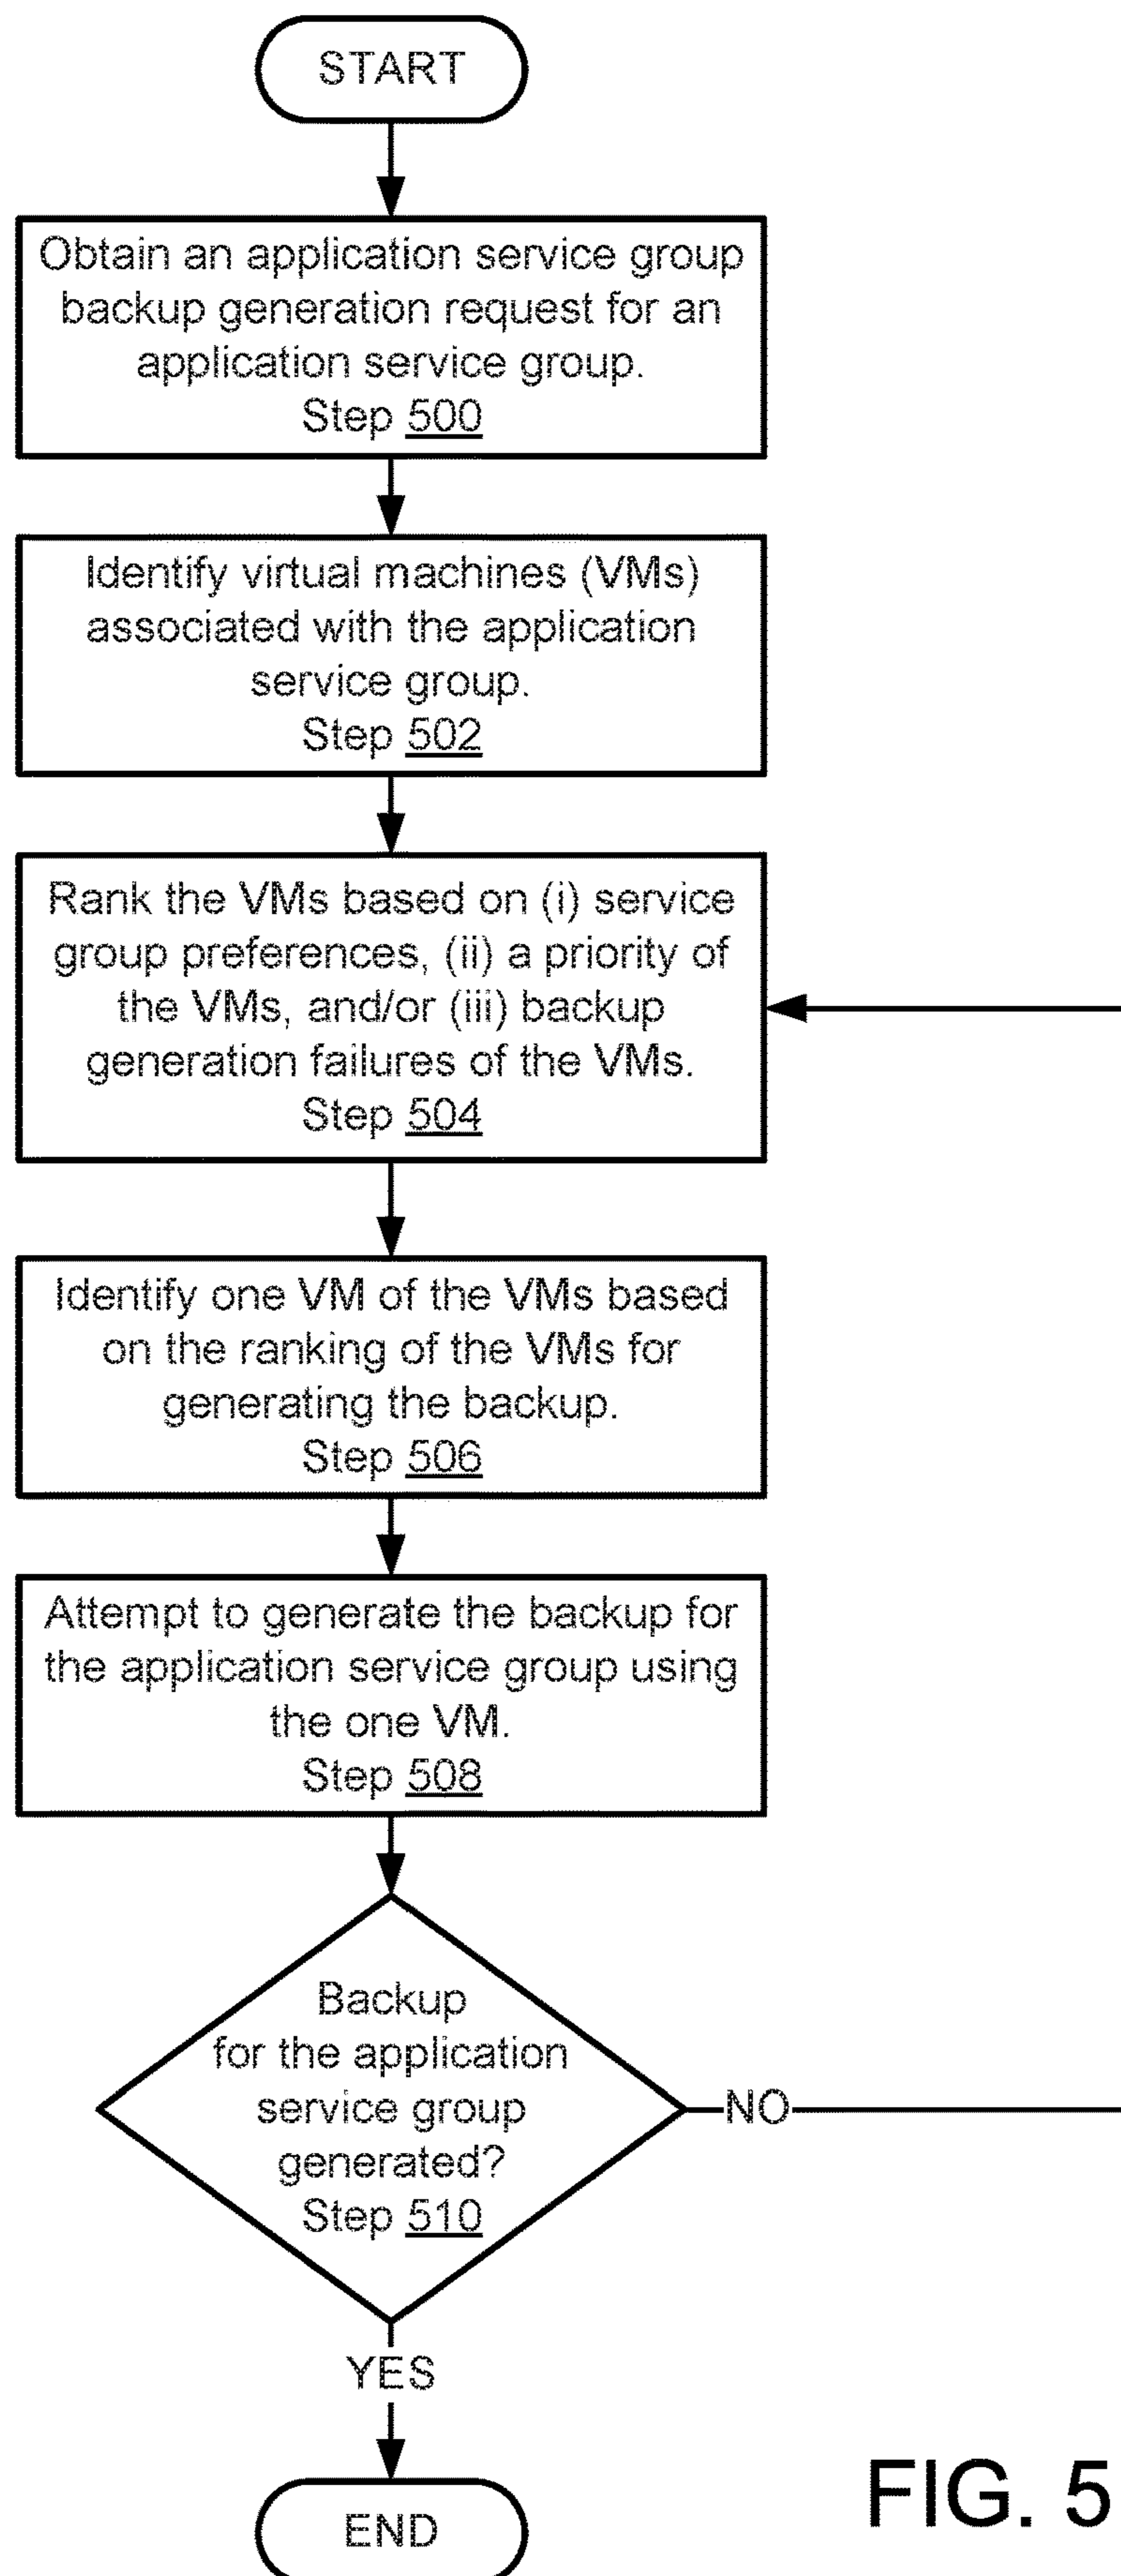 START
Obtain an application service group
backup generation request for an
application service group.
Step 500
Identify virtual machines (VMs)
associated with the application
service group.
Step 502
Rank the VMs based on (i) service
group preferences, (ii) a priority of
the VMs, and/or (iii) backup
generation failures of the VMs.
Step 504
Identify one VM of the VMs based
on the ranking of the VMs for
generating the backup.
Step 506
Attempt to generate the backup for
the application service group using
the one VM.
Step 508
Backup
for the application
service group
generated?
Step 510
NO
YES
END
FIG. 5